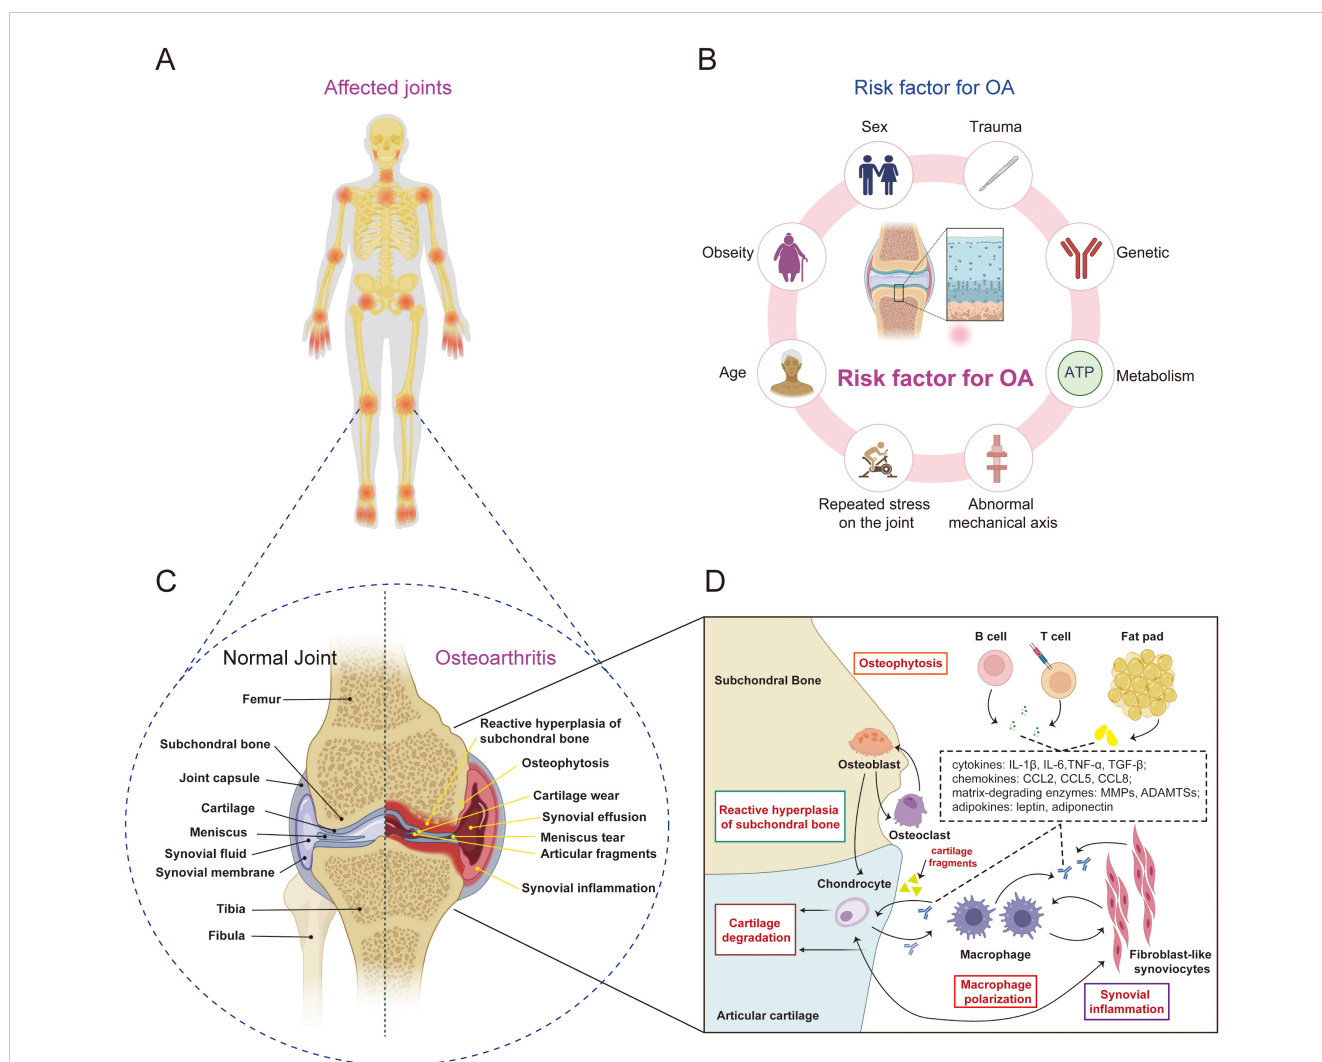 A
Affected joints
B
Risk factor for OA
Sex
Trauma
Obseity
Genetic
Age
Risk factor for OA
ATP
Metabolism
Repeated stress
on the joint
Abnormal
mechanical axis
C
Normal Joint
Osteoarthritis
Femur
Subchondral bone
Joint capsule
Cartilage
Meniscus
Synovial fluid
Synovial membrane
Tibia
Fibula
Reactive hyperplasia of
subchondral bone
Osteophytosis
Cartilage wear
Synovial effusion
Meniscus tear
Articular fragments
Synovial inflammation
D
B cell
T cell
Fat pad
Osteophytosis
Subchondral Bone
Osteoblast
cytokines: IL-1β, IL-6,TNF-α, TGF-β;
chemokines: CCL2, CCL5, CCL8;
matrix-degrading enzymes: MMPs, ADAMTSs;
adipokines: leptin, adiponectin
Reactive hyperplasia
of subchondral bone
Osteoclast
cartilage
fragments
Chondrocyte
Cartilage
degradation
Macrophage
Fibroblast-like
synoviocytes
Macrophage
polarization
Synovial
inflammation
Articular cartilage